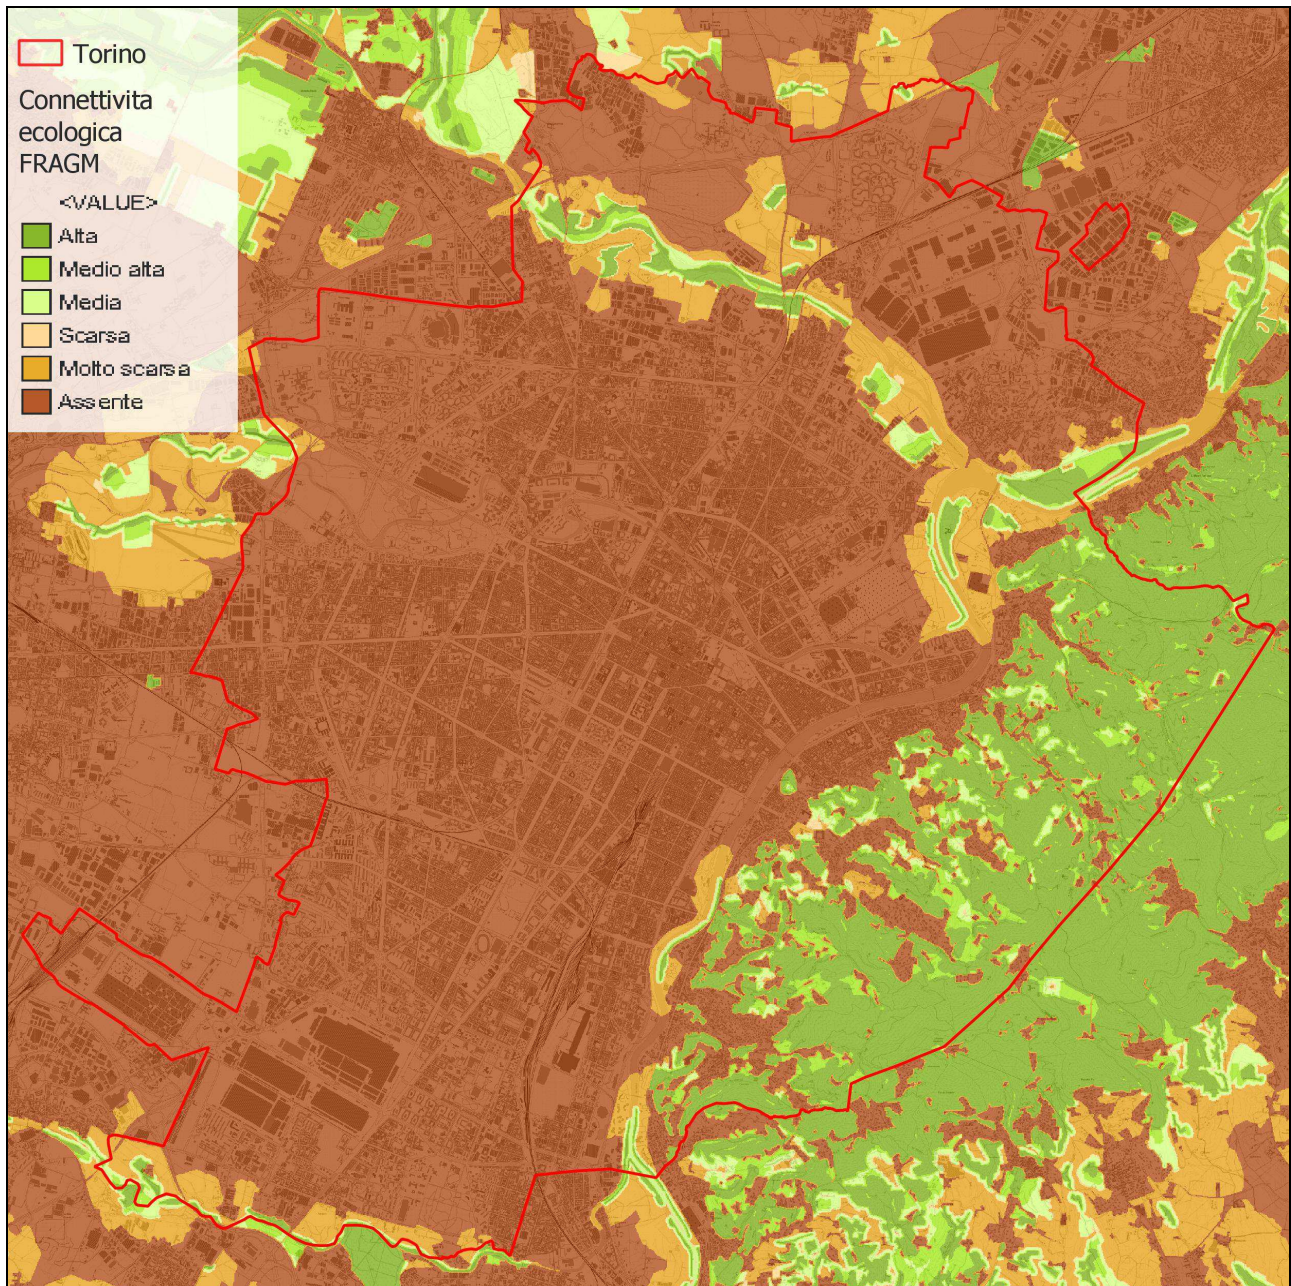 Torino
Connettivita
ecologica
FRAGM
<VALUE>
Alta
Medio alta
Media
Scarsa
Molto scarsa
Assente